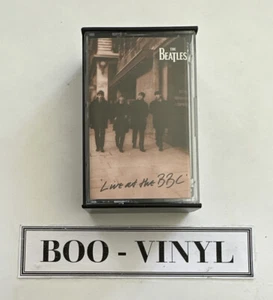 THE
BEATLES
'Live at the BBC'
BOO - VINYL